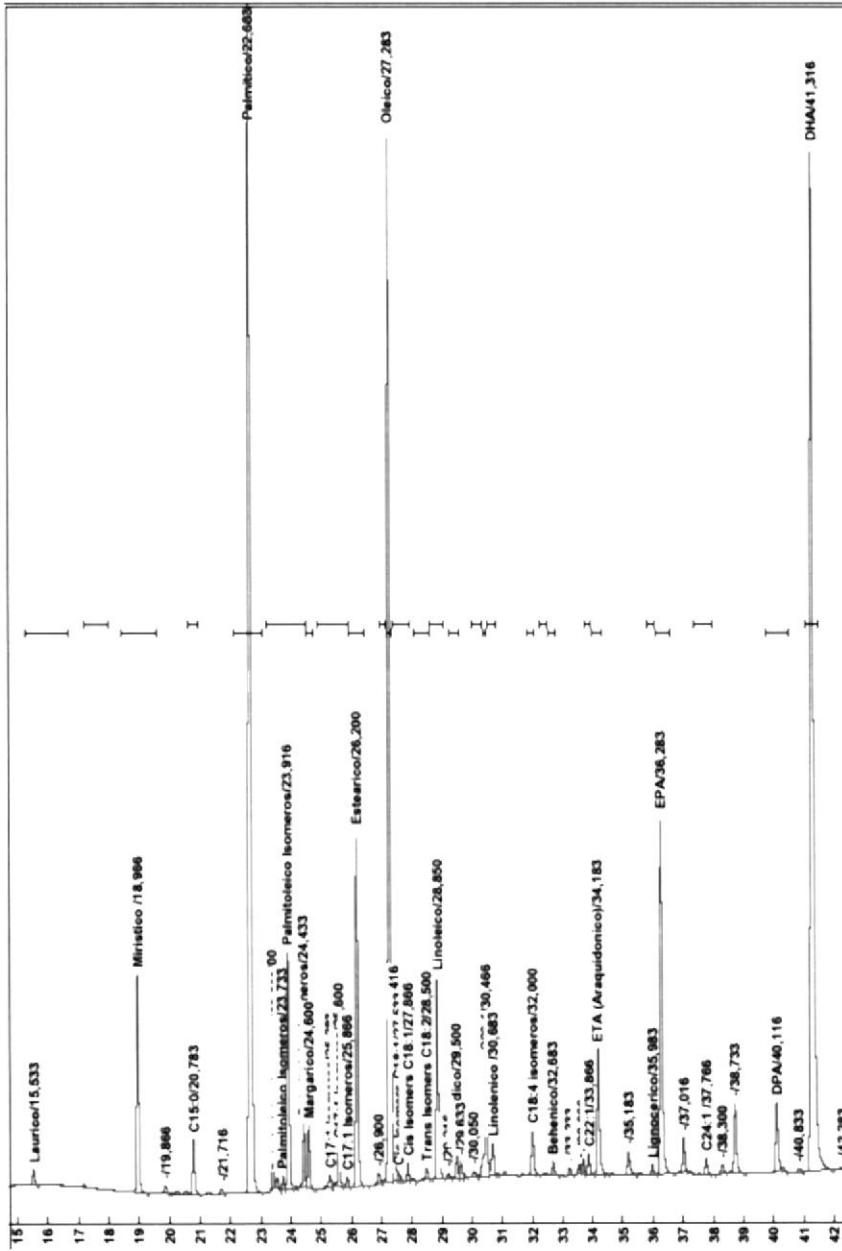 Laurico/15,533
Miristico /18,966
-/19,866
C15:0/20,783
-/21,716
Palmitico/22,683
Palmitoleico Isomeros/23,733
Palmitoleico Isomeros/23,916
neros/24,433
Margarico/24,600
C17:1 Isomeros/25,866
Estearico/26,200
-/26,900
Oleico/27,283
Cis Isomers C18:1/27,866
Trans Isomers C18:2/28,500
Linoleico/28,850
dico/29,500
-/29,633
-/30,050
Linolenico /30,683
C18:4 isomeros/32,000
Behenico/32,683
C22:1/33,866
ETA (Araquidonico)/34,183
-/35,183
Lignocerico/35,983
EPA/36,283
-/37,016
C24:1 /37,766
-/38,300
-/38,733
DPA/40,116
-/40,833
DHA/41,316
15 16 17 18 19 20 21 22 23 24 25 26 27 28 29 30 31 32 33 34 35 36 37 38 39 40 41 42